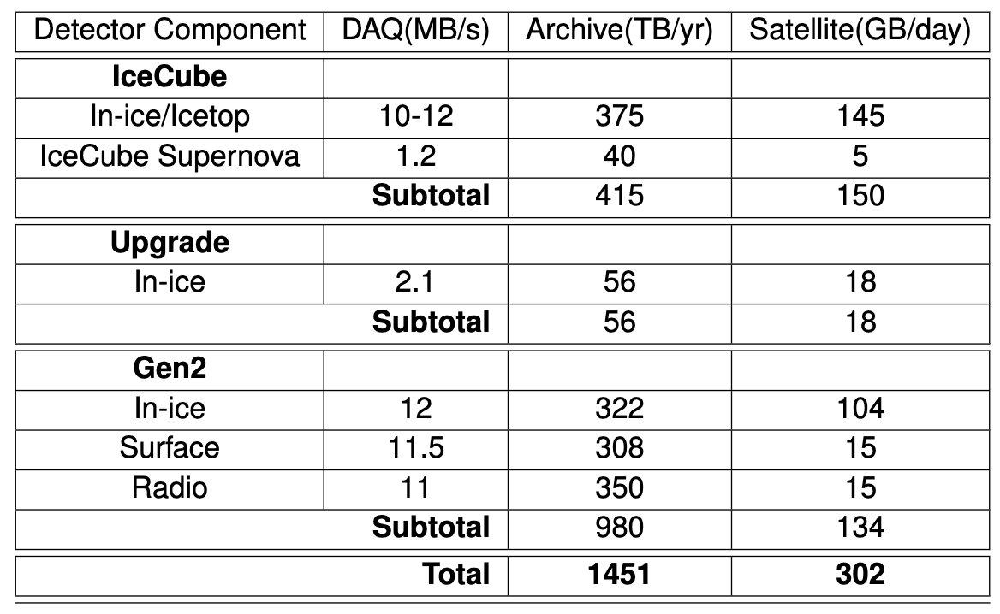 Detector Component DAQ(MB/s) Archive(TB/yr) Satellite(GB/day)
IceCube
In-ice/Icetop 10-12 375 145
IceCube Supernova 1.2 40 5
Subtotal 415 150
Upgrade
In-ice 2.1 56 18
Subtotal 56 18
Gen2
In-ice 12 322 104
Surface 11.5 308 15
Radio 11 350 15
Subtotal 980 134
Total 1451 302